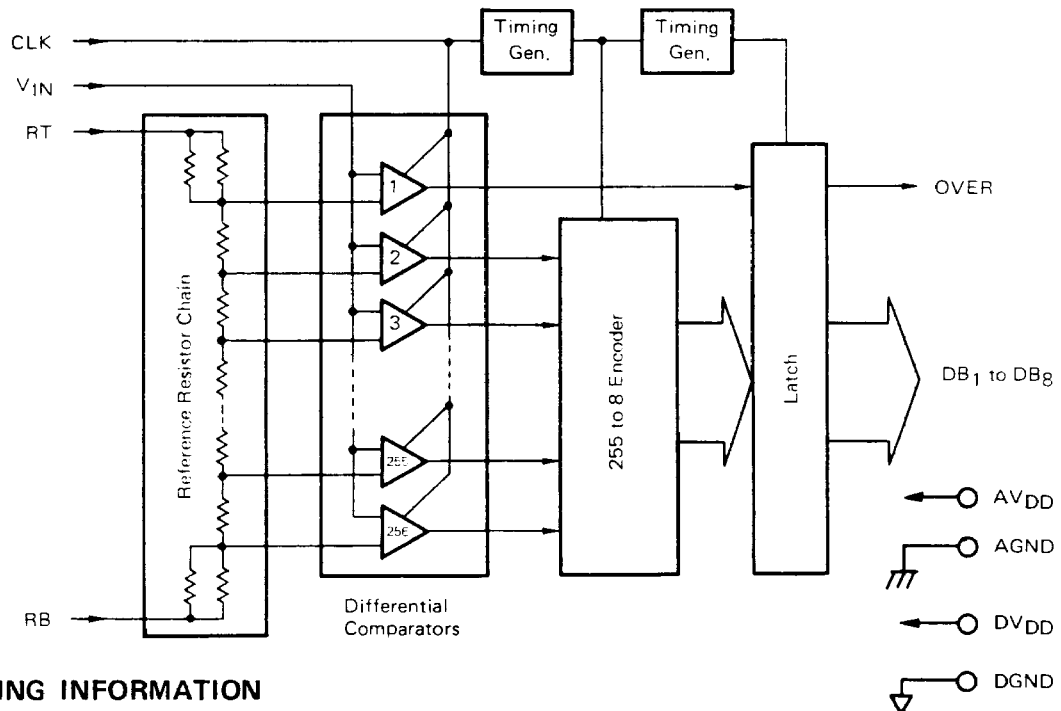 CLK
Timing
Gen.
Timing
Gen.
VIN
RT
Reference Resistor Chain
1
2
3
255
256
255 to 8 Encoder
Latch
OVER
DB1 to DB8
AVDD
AGND
DVDD
DGND
RB
Differential
Comparators
ING INFORMATION